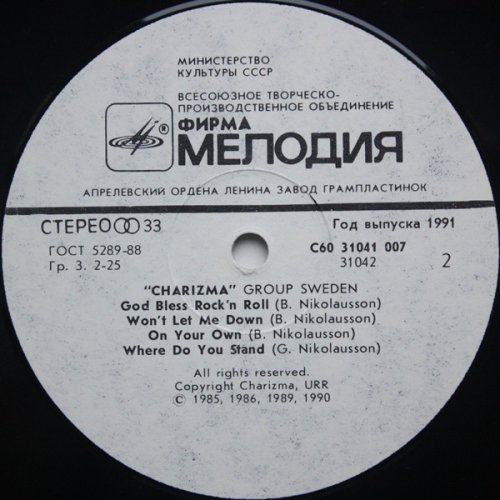 МИНИСТЕРСТВО
КУЛЬТУРЫ СССР
ВСЕСОЮЗНОЕ ТВОРЧЕСКО-
ПРОИЗВОДСТВЕННОЕ ОБЪЕДИНЕНИЕ
®
ФИРМА
МЕЛОДИЯ
АПРЕЛЕВСКИЙ ОРДЕНА ЛЕНИНА ЗАВОД ГРАМПЛАСТИНОК
СТЕРЕО 33 Год выпуска 1991
ГОСТ 5289-88 С60 31041 007
Гр. 3. 2-25 31042 2
"CHARIZMA" GROUP SWEDEN
God Bless Rock'n Roll (B. Nikolausson)
Won't Let Me Down (B. Nikolausson)
On Your Own (B. Nikolausson)
Where Do You Stand (G. Nikolausson)
All rights reserved.
Copyright Charizma, URR
© 1985, 1986, 1989, 1990